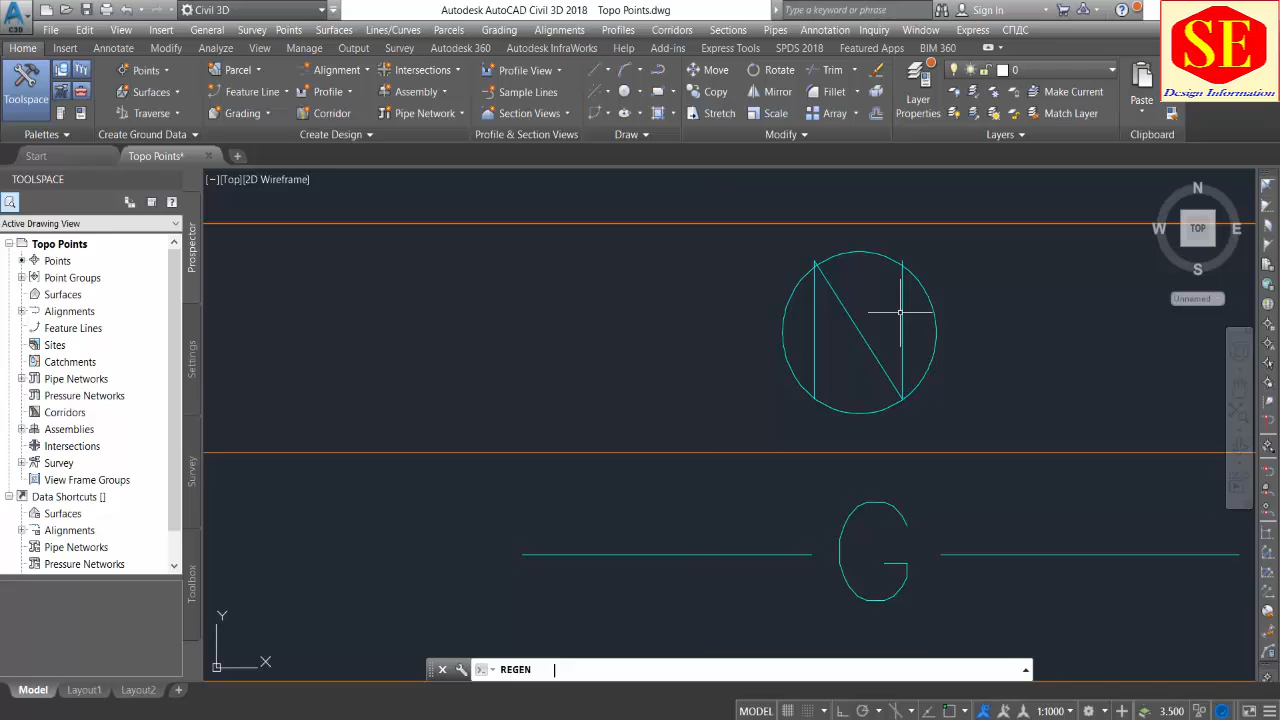 Civil 3D
Autodesk AutoCAD Civil 3D 2018 Topo Points.dwg
Type a keyword or phrase
Sign In
File Edit View Insert General Survey Points Surfaces Lines/Curves Parcels Grading Alignments Profiles Corridors Sections Pipes Annotation Inquiry Window Express СПДС
Home Insert Annotate Modify Analyze View Manage Output Survey Autodesk 360 Autodesk InfraWorks Help Add-ins Express Tools SPDS 2018 Featured Apps BIM 360
SE
Design Information
Points Parcel Alignment Intersections Profile View Move Rotate Trim 0
Surfaces Feature Line Profile Assembly Sample Lines Copy Mirror Fillet Make Current
Traverse Grading Corridor Pipe Network Section Views Stretch Scale Array Match Layer
Toolspace
Layer
Properties
Paste
Palettes Create Ground Data Create Design Profile & Section Views Draw Modify Layers Clipboard
Start Topo Points*
TOOLSPACE
[−][Top][2D Wireframe]
Active Drawing View
Topo Points
Points
Point Groups
Surfaces
Alignments
Feature Lines
Sites
Catchments
Pipe Networks
Pressure Networks
Corridors
Assemblies
Intersections
Survey
View Frame Groups
Data Shortcuts []
Surfaces
Alignments
Pipe Networks
Pressure Networks
Prospector
Settings
Survey
Toolbox
N
W TOP E
S
Unnamed
N
G
Y
X
REGEN
Model Layout1 Layout2
MODEL 1:1000 3.500